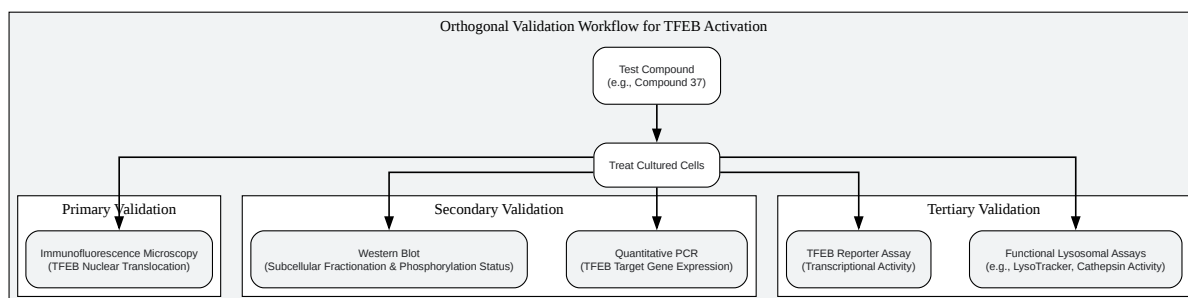 Orthogonal Validation Workflow for TFEB Activation
Test Compound
(e.g., Compound 37)
Treat Cultured Cells
Primary Validation
Immunofluorescence Microscopy
(TFEB Nuclear Translocation)
Secondary Validation
Western Blot
(Subcellular Fractionation & Phosphorylation Status)
Quantitative PCR
(TFEB Target Gene Expression)
Tertiary Validation
TFEB Reporter Assay
(Transcriptional Activity)
Functional Lysosomal Assays
(e.g., LysoTracker, Cathepsin Activity)